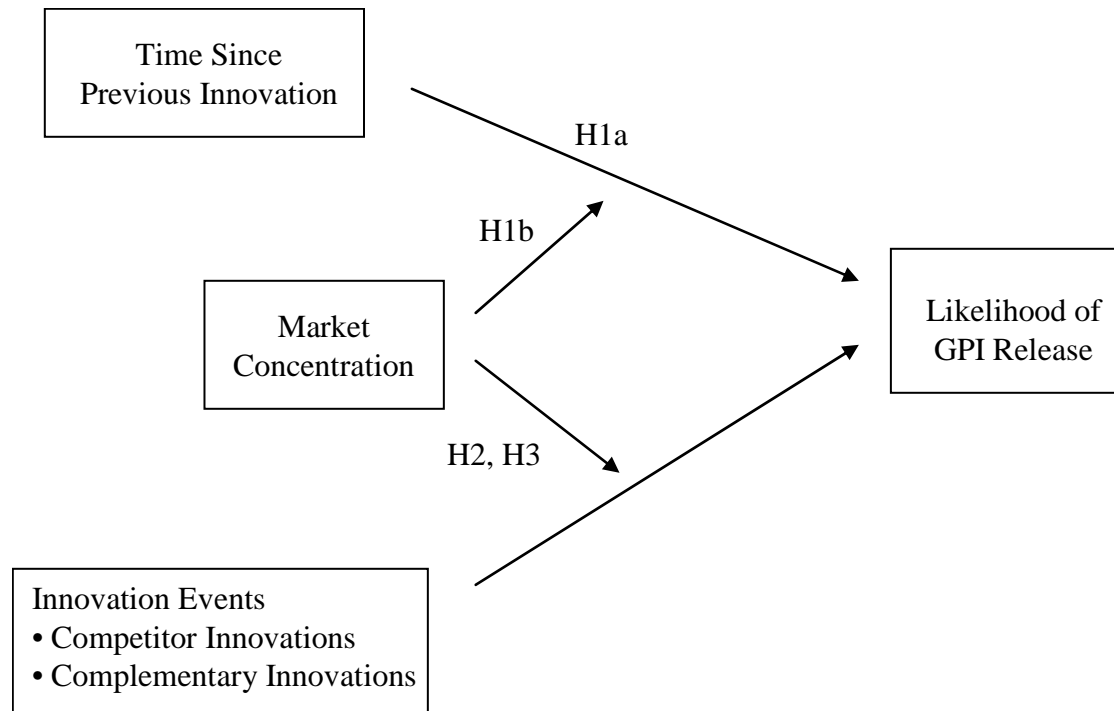 Time Since
Previous Innovation
H1a
H1b
Market
Concentration
Likelihood of
GPI Release
H2, H3
Innovation Events
• Competitor Innovations
• Complementary Innovations